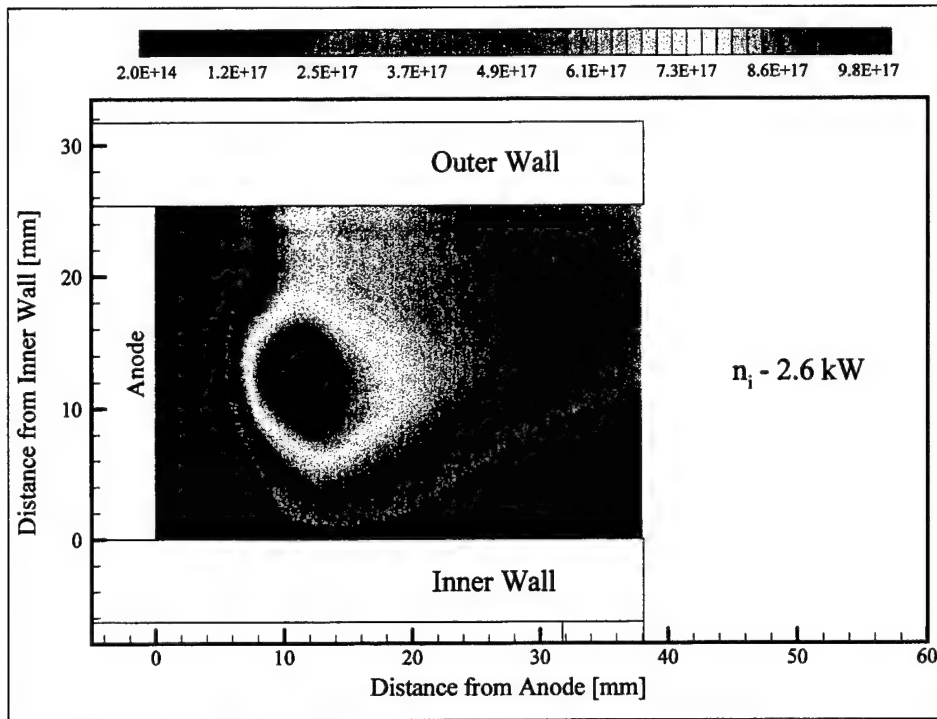 2.0E+14 1.2E+17 2.5E+17 3.7E+17 4.9E+17 6.1E+17 7.3E+17 8.6E+17 9.8E+17
30
Outer Wall
20
Distance from Inner Wall [mm]
Anode
n_i - 2.6 kW
10
0
Inner Wall
0 10 20 30 40 50 60
Distance from Anode [mm]